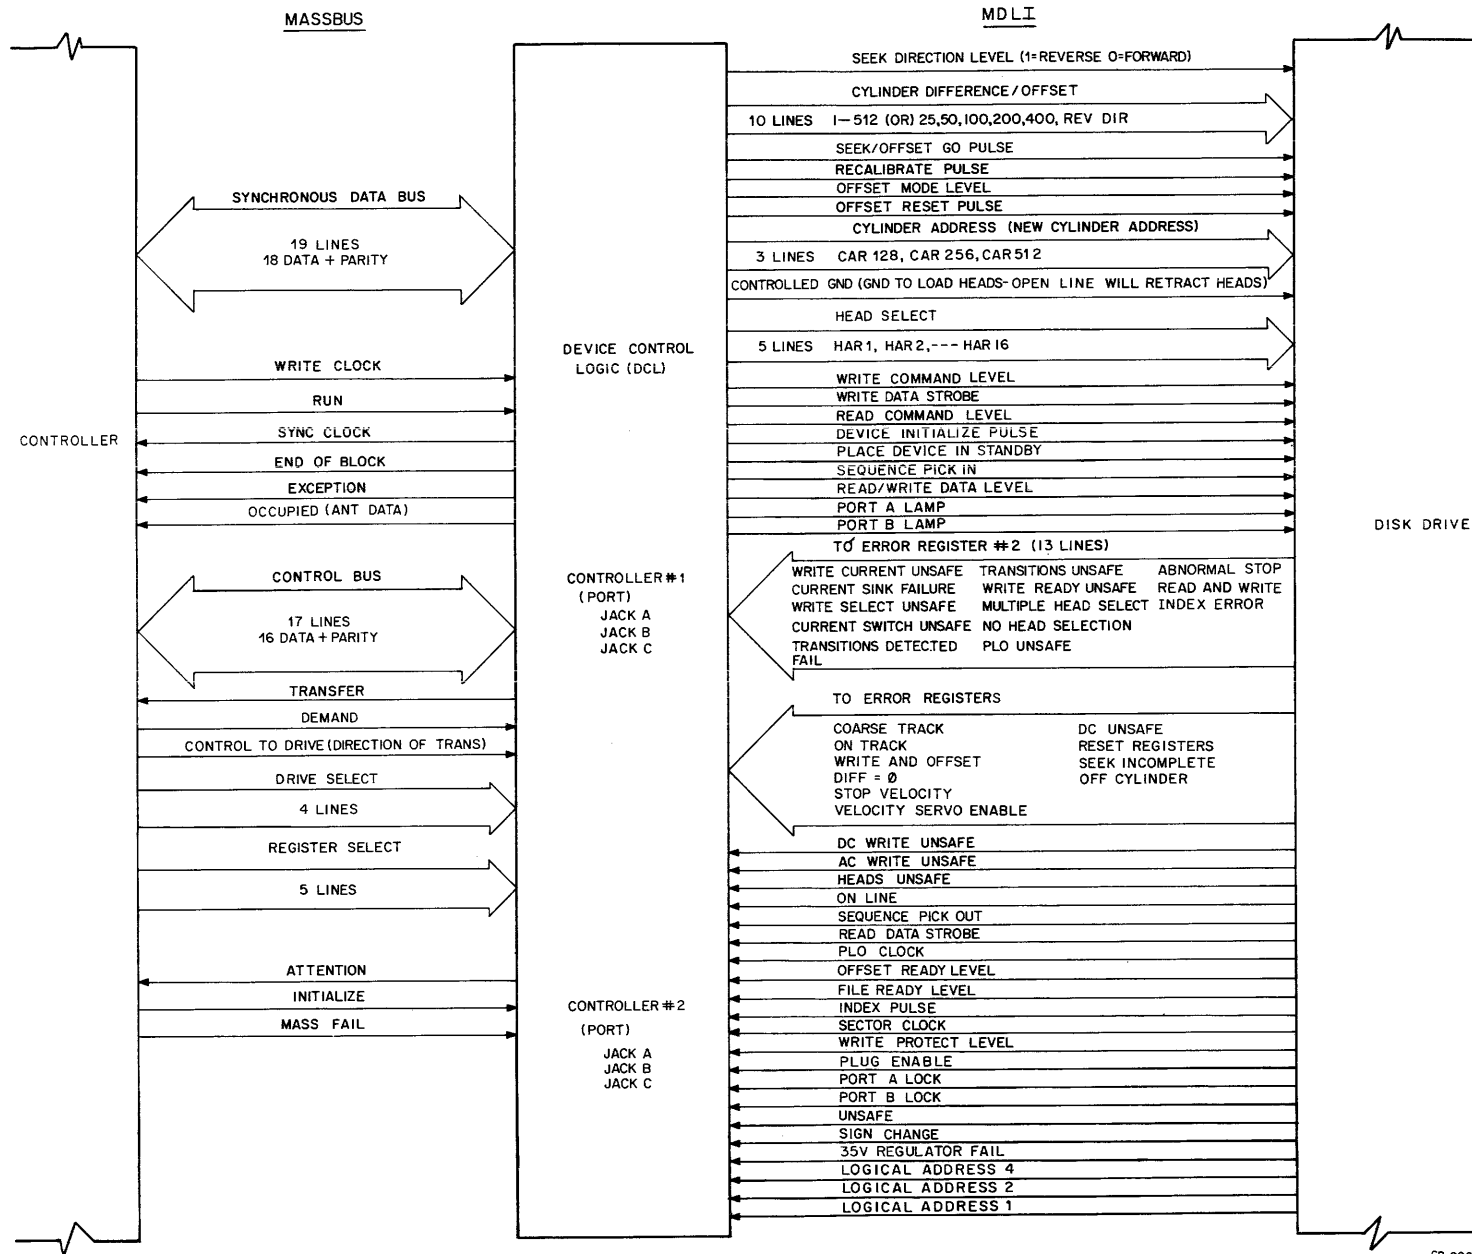 MASSBUS
MDLI
SEEK DIRECTION LEVEL (1=REVERSE 0=FORWARD)
CYLINDER DIFFERENCE/OFFSET
10 LINES 1-512 (OR) 25,50,100,200,400, REV DIR
SEEK/OFFSET GO PULSE
RECALIBRATE PULSE
OFFSET MODE LEVEL
OFFSET RESET PULSE
CYLINDER ADDRESS (NEW CYLINDER ADDRESS)
3 LINES CAR 128, CAR 256, CAR 512
CONTROLLED GND (GND TO LOAD HEADS-OPEN LINE WILL RETRACT HEADS)
HEAD SELECT
5 LINES HAR 1, HAR 2,--- HAR 16
WRITE COMMAND LEVEL
WRITE DATA STROBE
READ COMMAND LEVEL
DEVICE INITIALIZE PULSE
PLACE DEVICE IN STANDBY
SEQUENCE PICK IN
READ/WRITE DATA LEVEL
PORT A LAMP
PORT B LAMP
TO ERROR REGISTER #2 (13 LINES)
WRITE CURRENT UNSAFE TRANSITIONS UNSAFE ABNORMAL STOP
CURRENT SINK FAILURE WRITE READY UNSAFE READ AND WRITE
WRITE SELECT UNSAFE MULTIPLE HEAD SELECT INDEX ERROR
CURRENT SWITCH UNSAFE NO HEAD SELECTION
TRANSITIONS DETECTED PLO UNSAFE
FAIL
TO ERROR REGISTERS
COARSE TRACK DC UNSAFE
ON TRACK RESET REGISTERS
WRITE AND OFFSET SEEK INCOMPLETE
DIFF = Ø OFF CYLINDER
STOP VELOCITY
VELOCITY SERVO ENABLE
DC WRITE UNSAFE
AC WRITE UNSAFE
HEADS UNSAFE
ON LINE
SEQUENCE PICK OUT
READ DATA STROBE
PLO CLOCK
OFFSET READY LEVEL
FILE READY LEVEL
INDEX PULSE
SECTOR CLOCK
WRITE PROTECT LEVEL
PLUG ENABLE
PORT A LOCK
PORT B LOCK
UNSAFE
SIGN CHANGE
35V REGULATOR FAIL
LOGICAL ADDRESS 4
LOGICAL ADDRESS 2
LOGICAL ADDRESS 1
SYNCHRONOUS DATA BUS
19 LINES
18 DATA + PARITY
WRITE CLOCK
RUN
SYNC CLOCK
END OF BLOCK
EXCEPTION
OCCUPIED (ANT DATA)
CONTROL BUS
17 LINES
16 DATA + PARITY
TRANSFER
DEMAND
CONTROL TO DRIVE (DIRECTION OF TRANS)
DRIVE SELECT
4 LINES
REGISTER SELECT
5 LINES
ATTENTION
INITIALIZE
MASS FAIL
CONTROLLER
DEVICE CONTROL
LOGIC (DCL)
CONTROLLER #1
(PORT)
JACK A
JACK B
JACK C
CONTROLLER #2
(PORT)
JACK A
JACK B
JACK C
DISK DRIVE